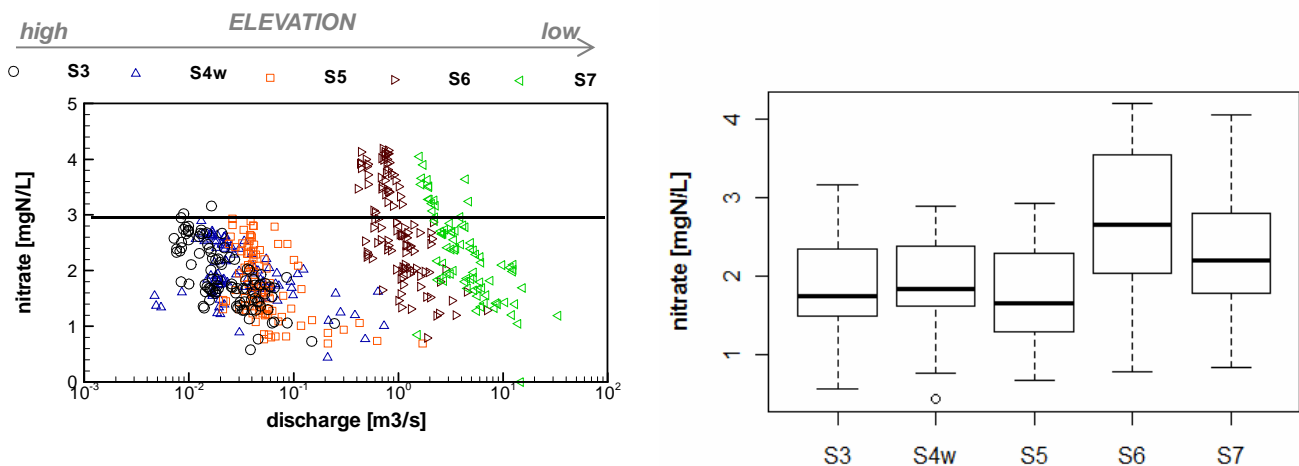 ELEVATION
high low
S3 S4w S5 S6 S7
nitrate [mgN/L]
5
4
3
2
1
0
10-3 10-2 10-1 100 101 102
discharge [m3/s]
nitrate [mgN/L]
4
3
2
1
S3 S4w S5 S6 S7